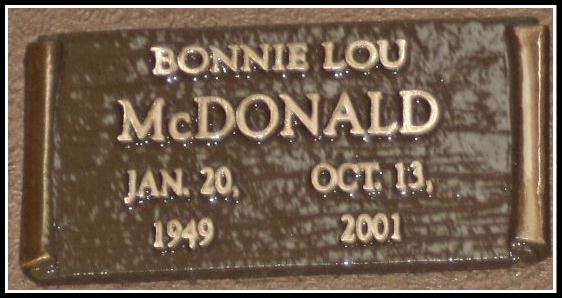 BONNIE LOU
McDONALD
JAN. 20, OCT. 13,
1949 2001